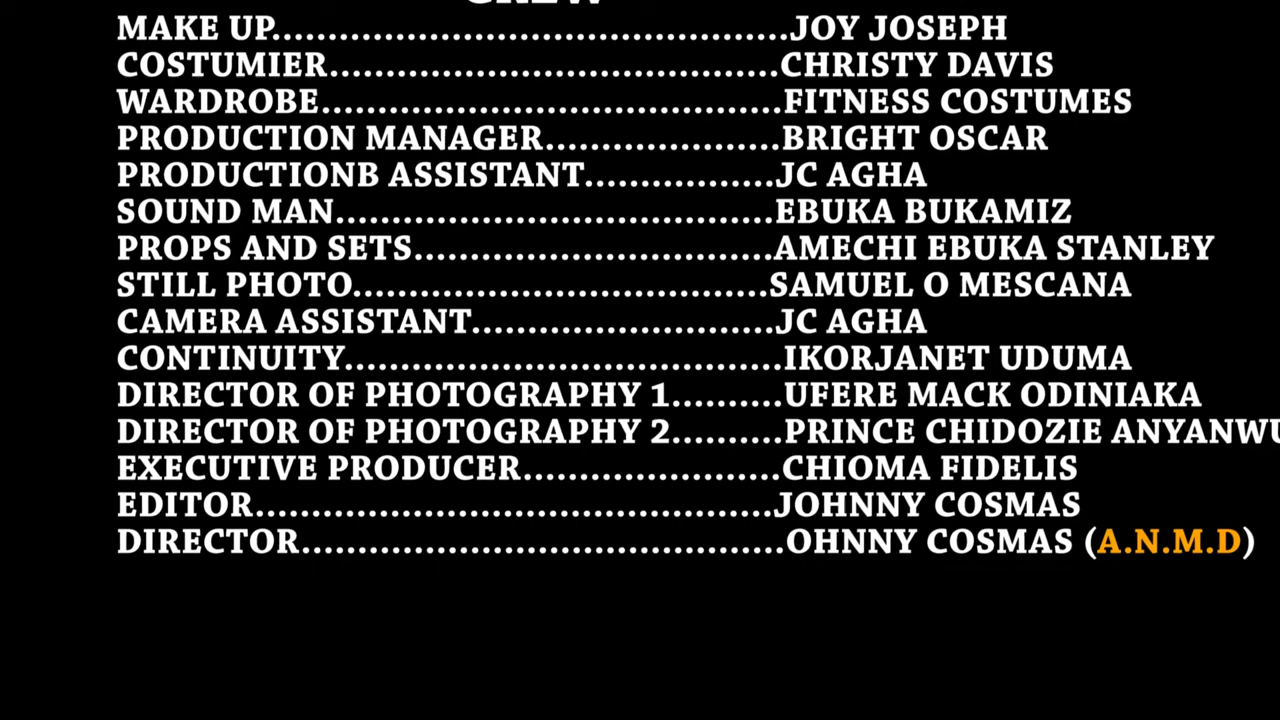 CREW
MAKE UP...............................................JOY JOSEPH
COSTUMIER........................................CHRISTY DAVIS
WARDROBE.........................................FITNESS COSTUMES
PRODUCTION MANAGER.....................BRIGHT OSCAR
PRODUCTIONB ASSISTANT.................JC AGHA
SOUND MAN.......................................EBUKA BUKAMIZ
PROPS AND SETS................................AMECHI EBUKA STANLEY
STILL PHOTO.....................................SAMUEL O MESCANA
CAMERA ASSISTANT...........................JC AGHA
CONTINUITY.......................................IKORJANET UDUMA
DIRECTOR OF PHOTOGRAPHY 1..........UFERE MACK ODINIAKA
DIRECTOR OF PHOTOGRAPHY 2..........PRINCE CHIDOZIE ANYANWU
EXECUTIVE PRODUCER.......................CHIOMA FIDELIS
EDITOR..............................................JOHNNY COSMAS
DIRECTOR...........................................OHNNY COSMAS (A.N.M.D)